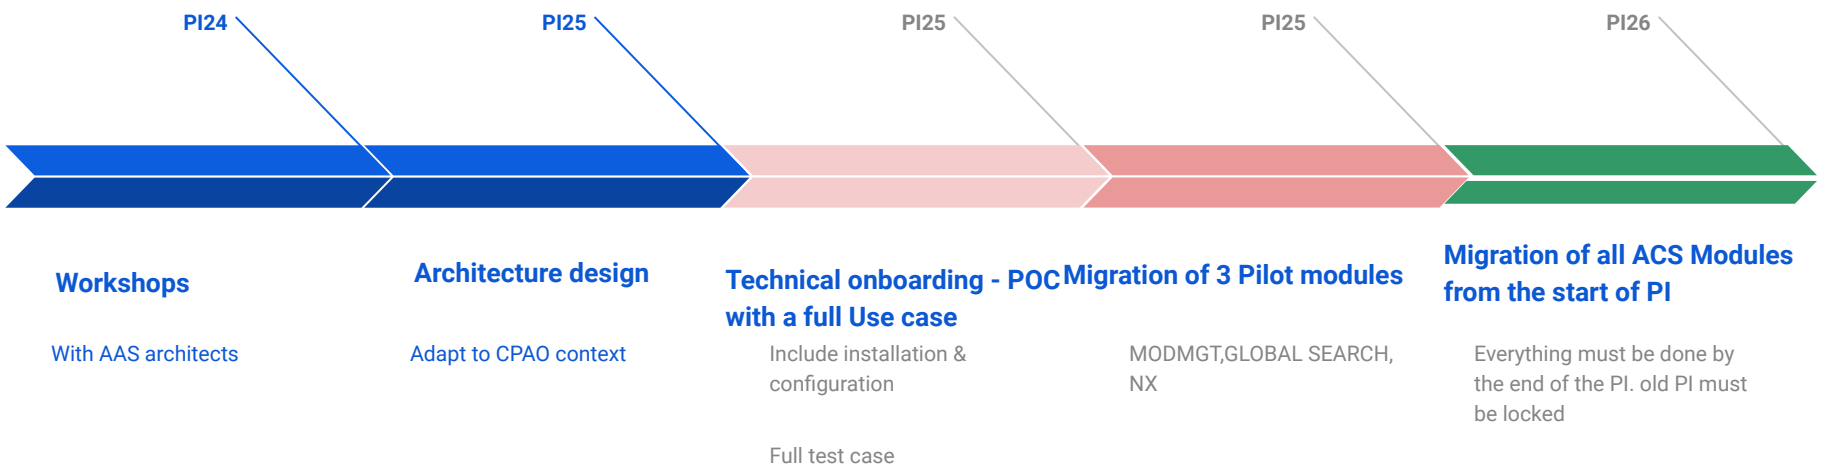 PI24
PI25
PI25
PI25
PI26
Workshops
With AAS architects
Architecture design
Adapt to CPAO context
Technical onboarding - POC
with a full Use case
Include installation &
configuration
Full test case
Migration of 3 Pilot modules
MODMGT,GLOBAL SEARCH,
NX
Migration of all ACS Modules
from the start of PI
Everything must be done by
the end of the PI. old PI must
be locked